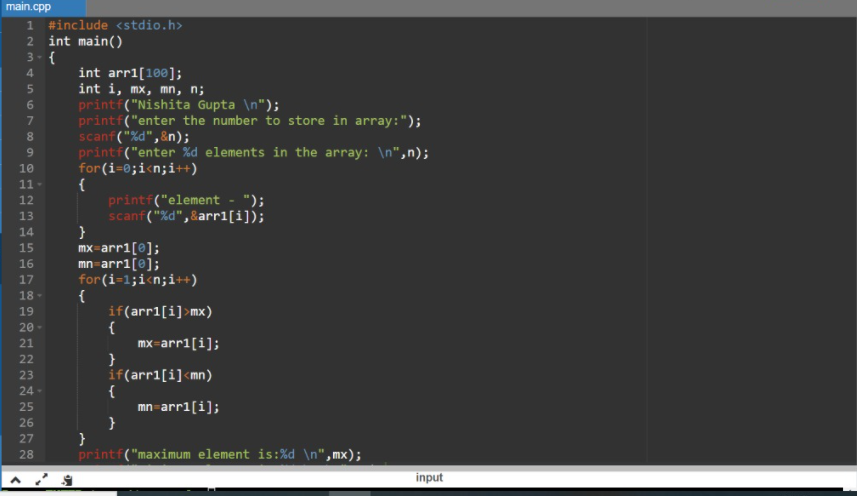 main.cpp
1 #include <stdio.h>
2 int main()
3 {
4 int arr1[100];
5 int i, mx, mn, n;
6 printf("Nishita Gupta \n");
7 printf("enter the number to store in array:");
8 scanf("%d",&n);
9 printf("enter %d elements in the array: \n",n);
10 for(i=0;i<n;i++)
11 {
12 printf("element - ");
13 scanf("%d",&arr1[i]);
14 }
15 mx=arr1[0];
16 mn=arr1[0];
17 for(i=1;i<n;i++)
18 {
19 if(arr1[i]>mx)
20 {
21 mx=arr1[i];
22 }
23 if(arr1[i]<mn)
24 {
25 mn=arr1[i];
26 }
27 }
28 printf("maximum element is:%d \n",mx);
input